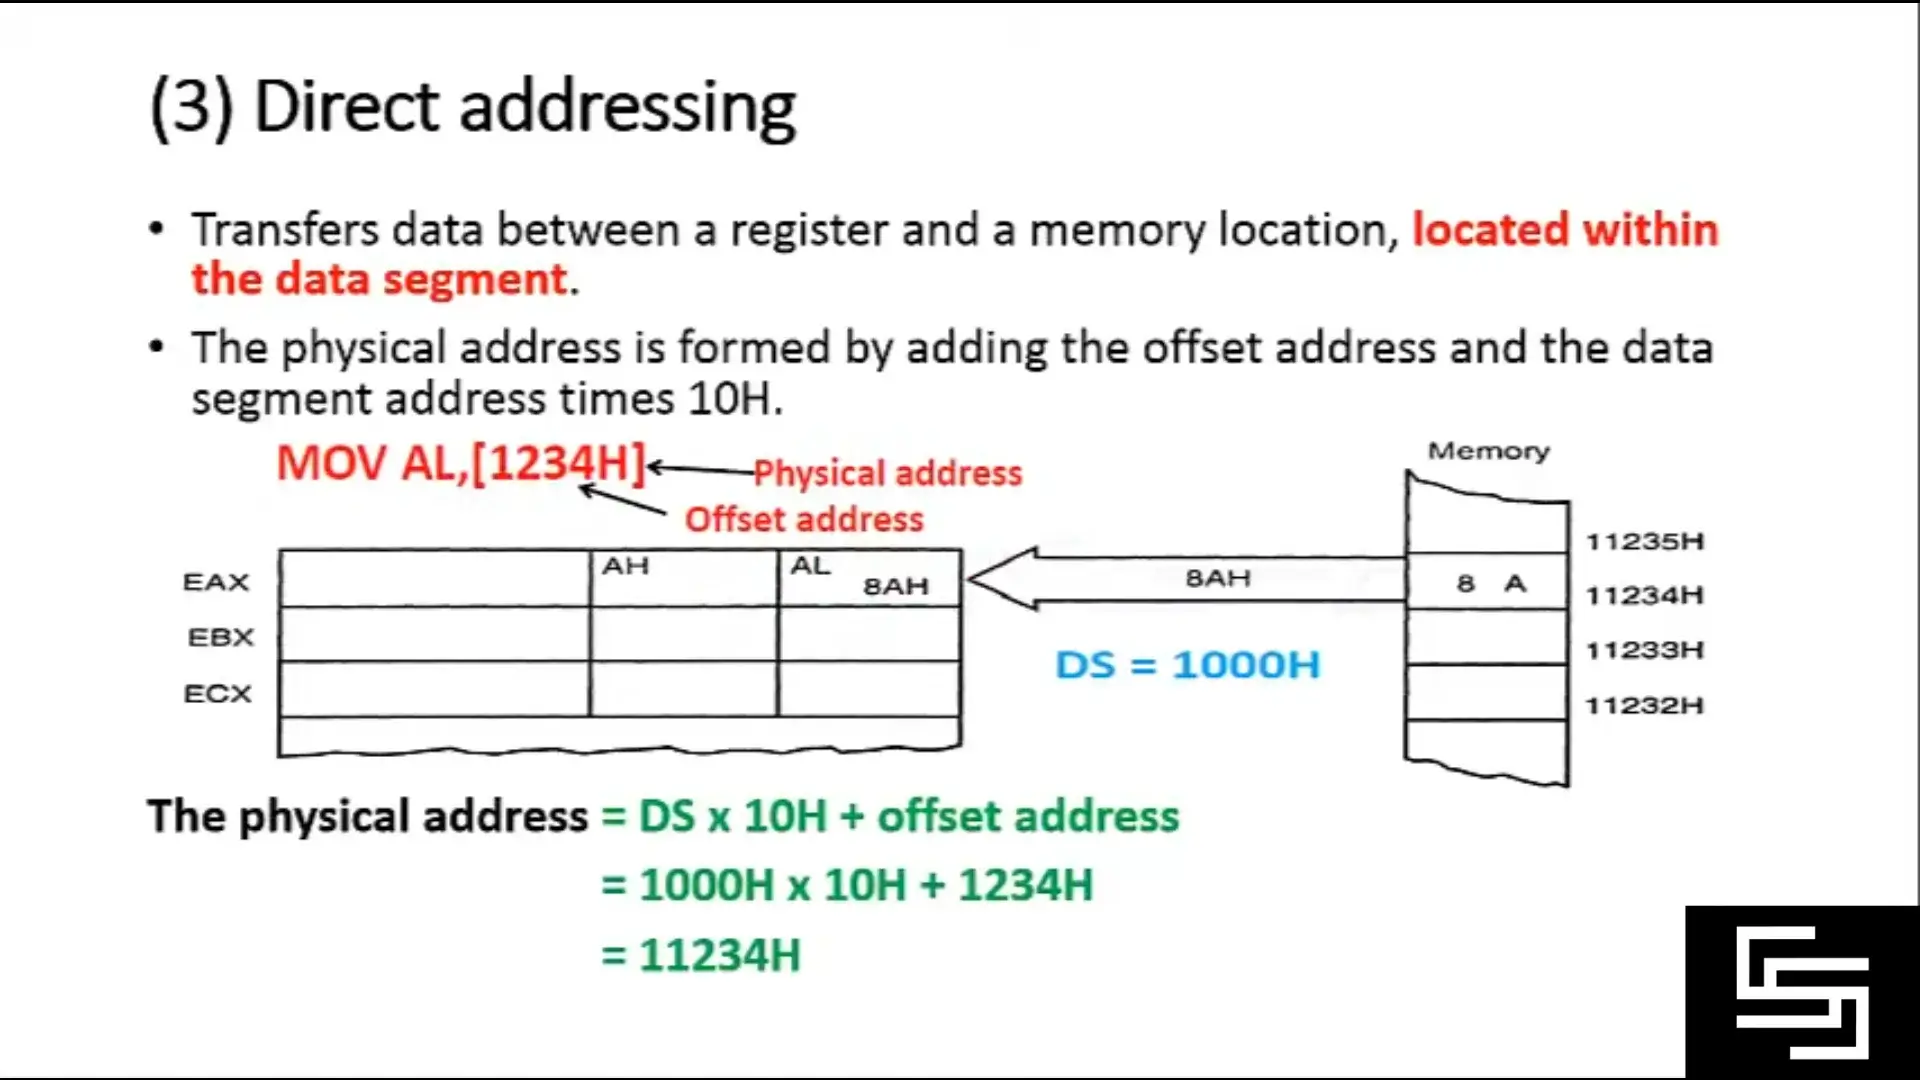 (3) Direct addressing
• Transfers data between a register and a memory location, located within
the data segment.
• The physical address is formed by adding the offset address and the data
segment address times 10H.
MOV AL,[1234H]
Physical address
Offset address
Memory
EAX
AH
AL
8AH
8AH
8 A
11235H
11234H
EBX
DS = 1000H
11233H
ECX
11232H
The physical address = DS x 10H + offset address
= 1000H x 10H + 1234H
= 11234H